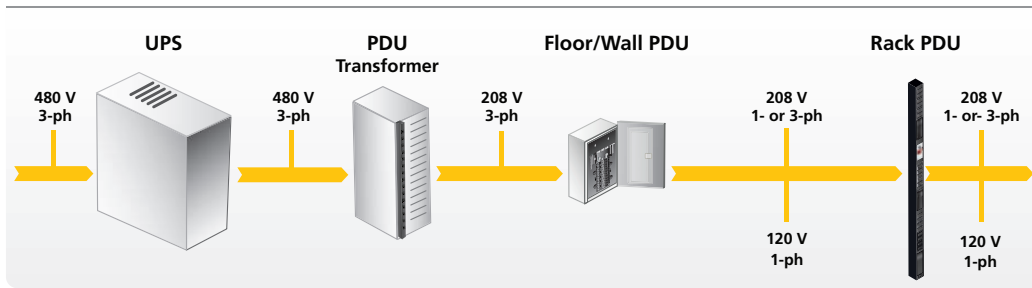 UPS
PDU
Transformer
Floor/Wall PDU
Rack PDU
480 V
3-ph
480 V
3-ph
208 V
3-ph
208 V
1- or 3-ph
208 V
1- or- 3-ph
120 V
1-ph
120 V
1-ph